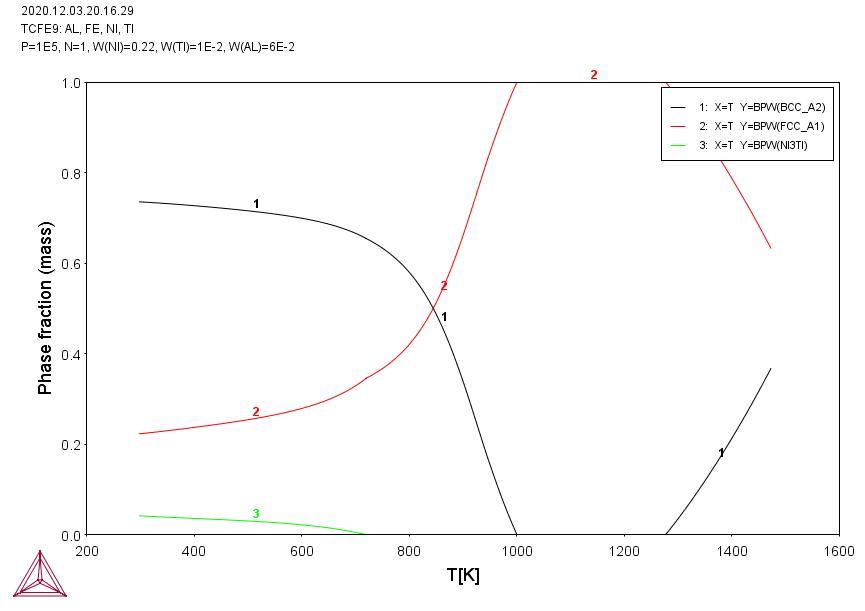 2020.12.03.20.16.29
TCFE9: AL, FE, NI, TI
P=1E5, N=1, W(NI)=0.22, W(TI)=1E-2, W(AL)=6E-2
2
1.0
1: X=T Y=BPW(BCC_A2)
2: X=T Y=BPW(FCC_A1)
3: X=T Y=BPW(NI3TI)
0.8
1
0.6
2
1
0.4
2
0.2
1
3
0.0
Phase fraction (mass)
200 400 600 800 1000 1200 1400 1600
T[K]